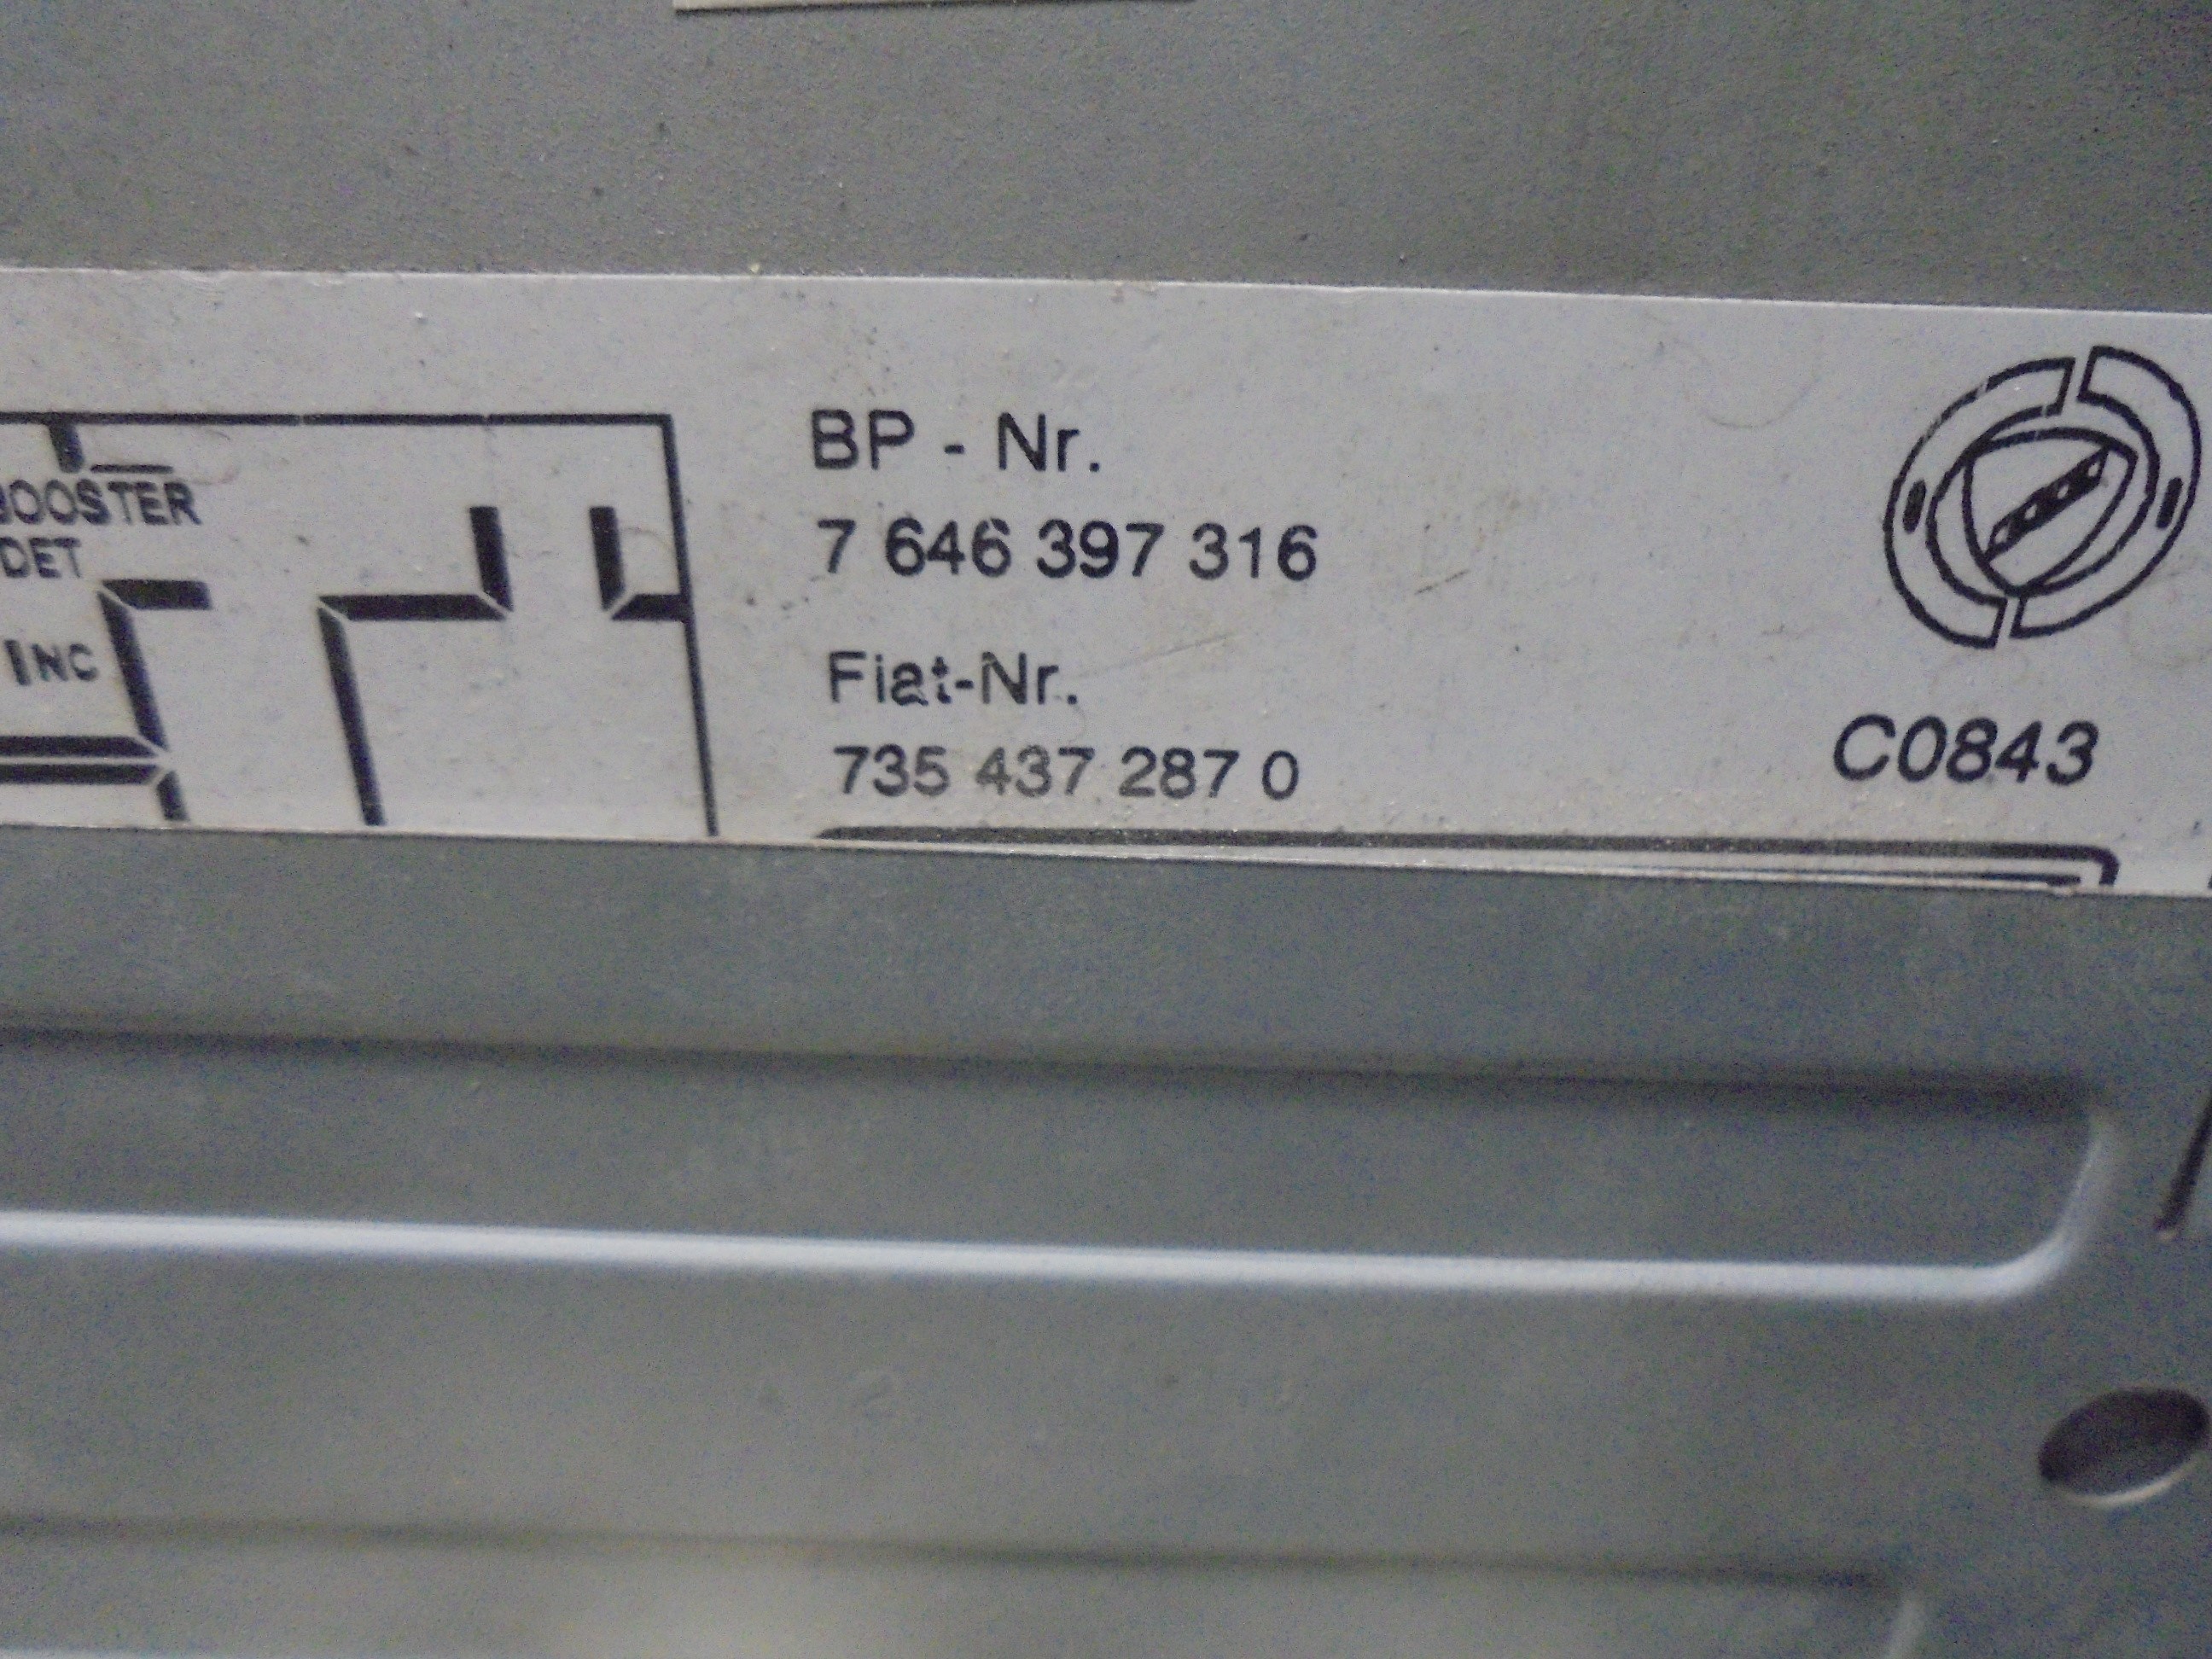 BOOSTER
DET
INC
BP - Nr.
7 646 397 316
Fiat-Nr.
735 437 287 0
C0843